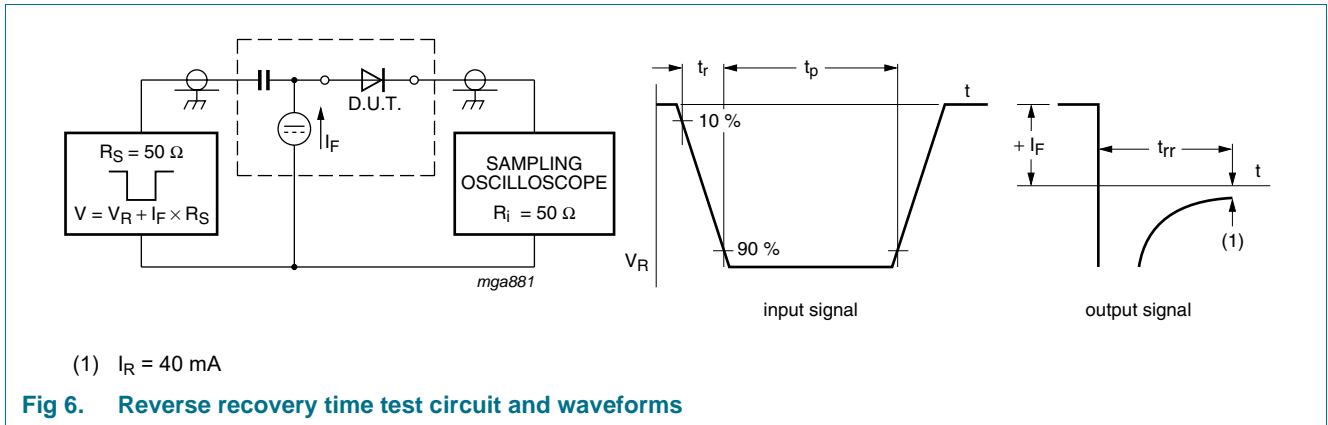 D.U.T.
I_F
R_S = 50 Ω
V = V_R + I_F × R_S
SAMPLING
OSCILLOSCOPE
R_i = 50 Ω
mga881
t_r
t_p
t
10 %
90 %
V_R
input signal
+ I_F
t_rr
t
(1)
output signal
(1) I_R = 40 mA
Fig 6. Reverse recovery time test circuit and waveforms